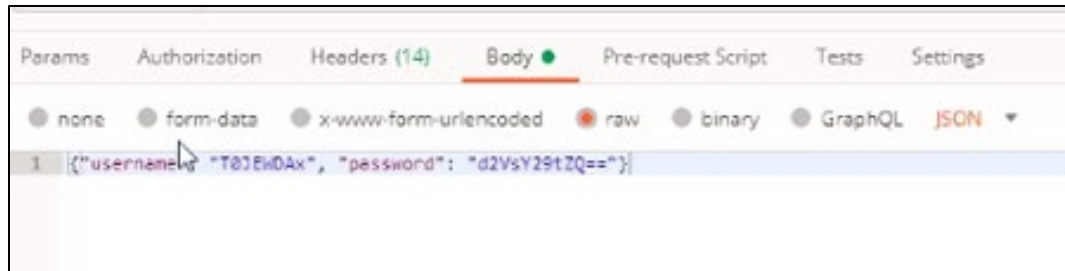 Params Authorization Headers (14) Body Pre-request Script Tests Settings
none form-data x-www-form-urlencoded raw binary GraphQL JSON
1 {"username": "T0JEWDAx", "password": "d2VsY29tZQ=="}